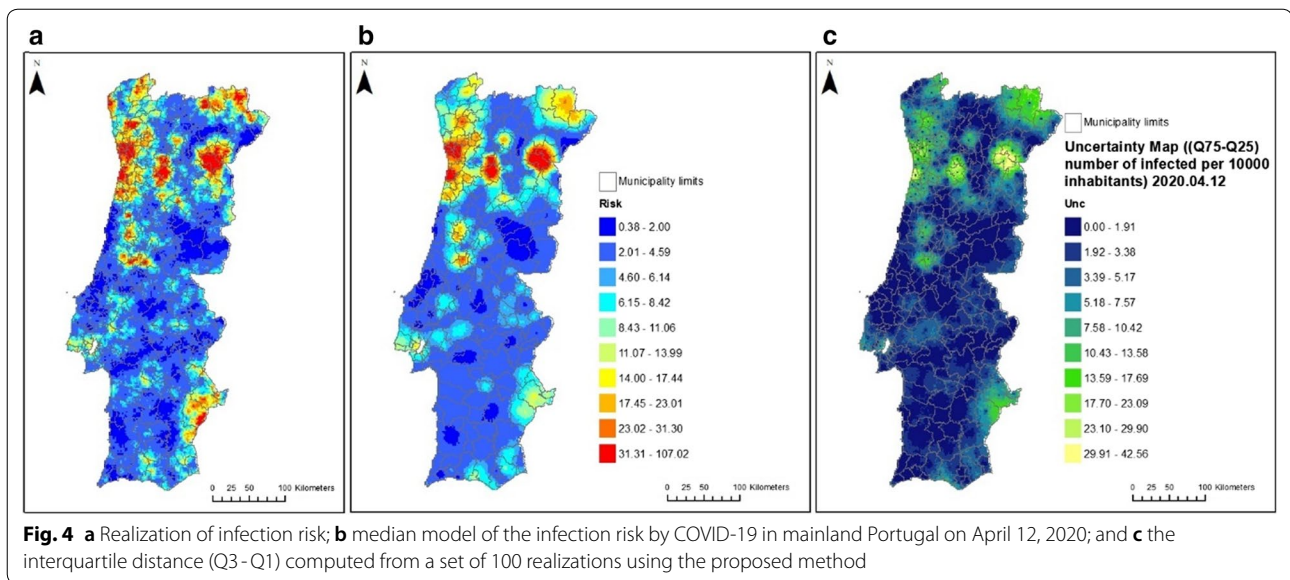 a
b
c
N
N
N
Municipality limits
Risk
0.38 - 2.00
2.01 - 4.59
4.60 - 6.14
6.15 - 8.42
8.43 - 11.06
11.07 - 13.99
14.00 - 17.44
17.45 - 23.01
23.02 - 31.30
31.31 - 107.02
Municipality limits
Uncertainty Map ((Q75-Q25)
number of infected per 10000
inhabitants) 2020.04.12
Unc
0.00 - 1.91
1.92 - 3.38
3.39 - 5.17
5.18 - 7.57
7.58 - 10.42
10.43 - 13.58
13.59 - 17.69
17.70 - 23.09
23.10 - 29.90
29.91 - 42.56
0 25 50 100 Kilometers
0 25 50 100 Kilometers
0 25 50 100 Kilometers
Fig. 4 a Realization of infection risk; b median model of the infection risk by COVID-19 in mainland Portugal on April 12, 2020; and c the
interquartile distance (Q3 - Q1) computed from a set of 100 realizations using the proposed method